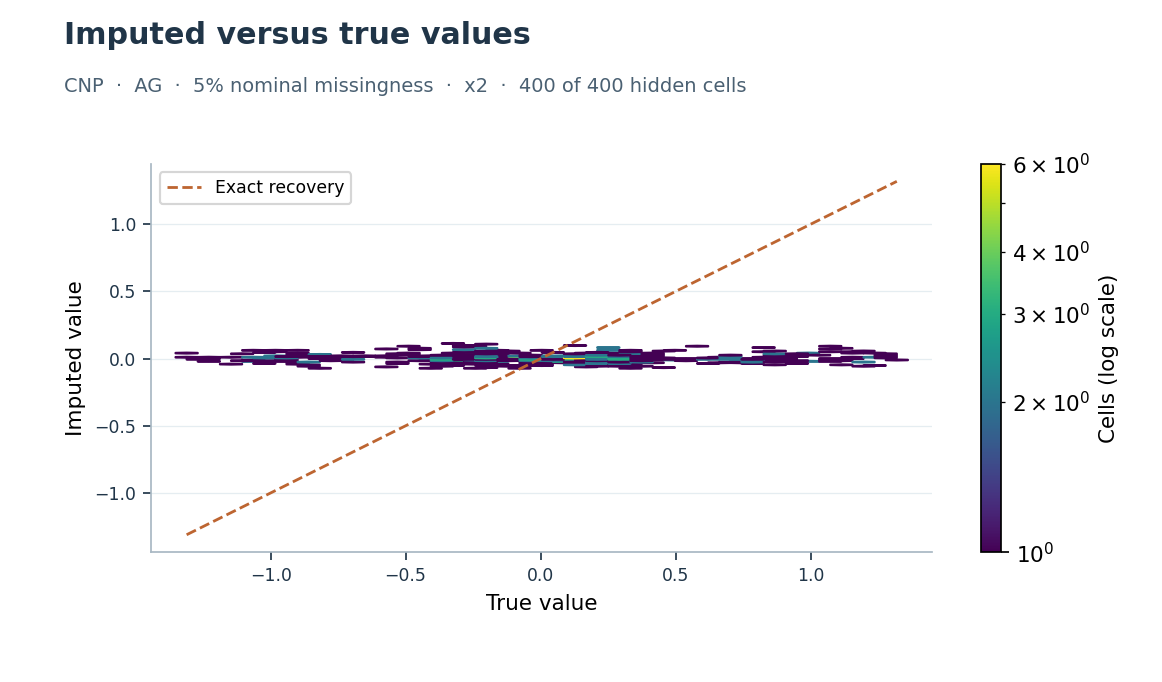 Imputed versus true values
CNP · AG · 5% nominal missingness · x2 · 400 of 400 hidden cells
Exact recovery
1.0
0.5
0.0
−0.5
−1.0
Imputed value
−1.0
−0.5
0.0
0.5
1.0
True value
6 × 10⁰
4 × 10⁰
3 × 10⁰
2 × 10⁰
10⁰
Cells (log scale)